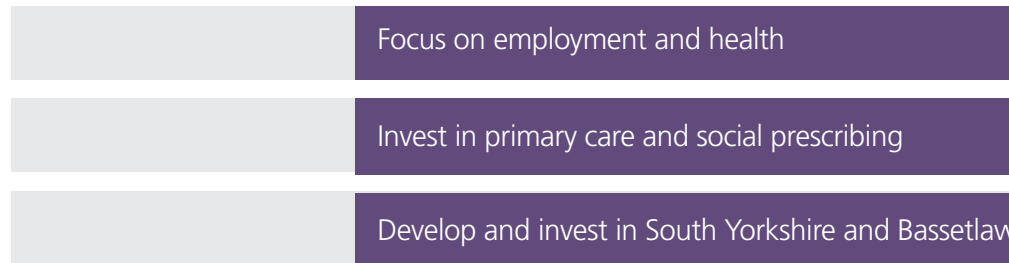 Focus on employment and health
Invest in primary care and social prescribing
Develop and invest in South Yorkshire and Bassetlaw